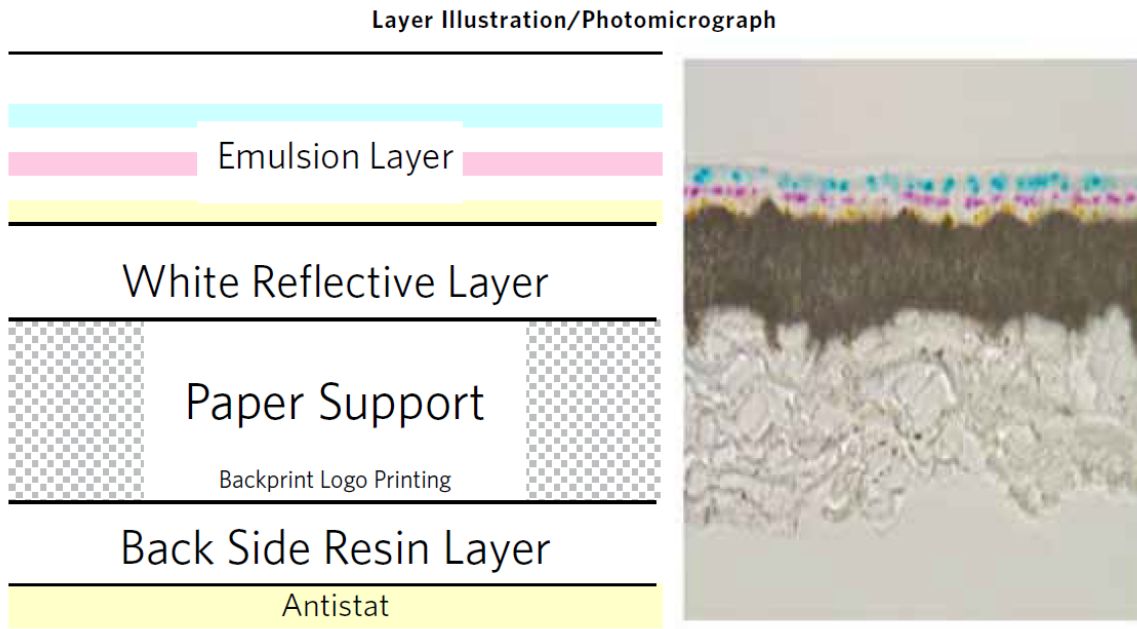 Layer Illustration/Photomicrograph
Emulsion Layer
White Reflective Layer
Paper Support
Backprint Logo Printing
Back Side Resin Layer
Antistat